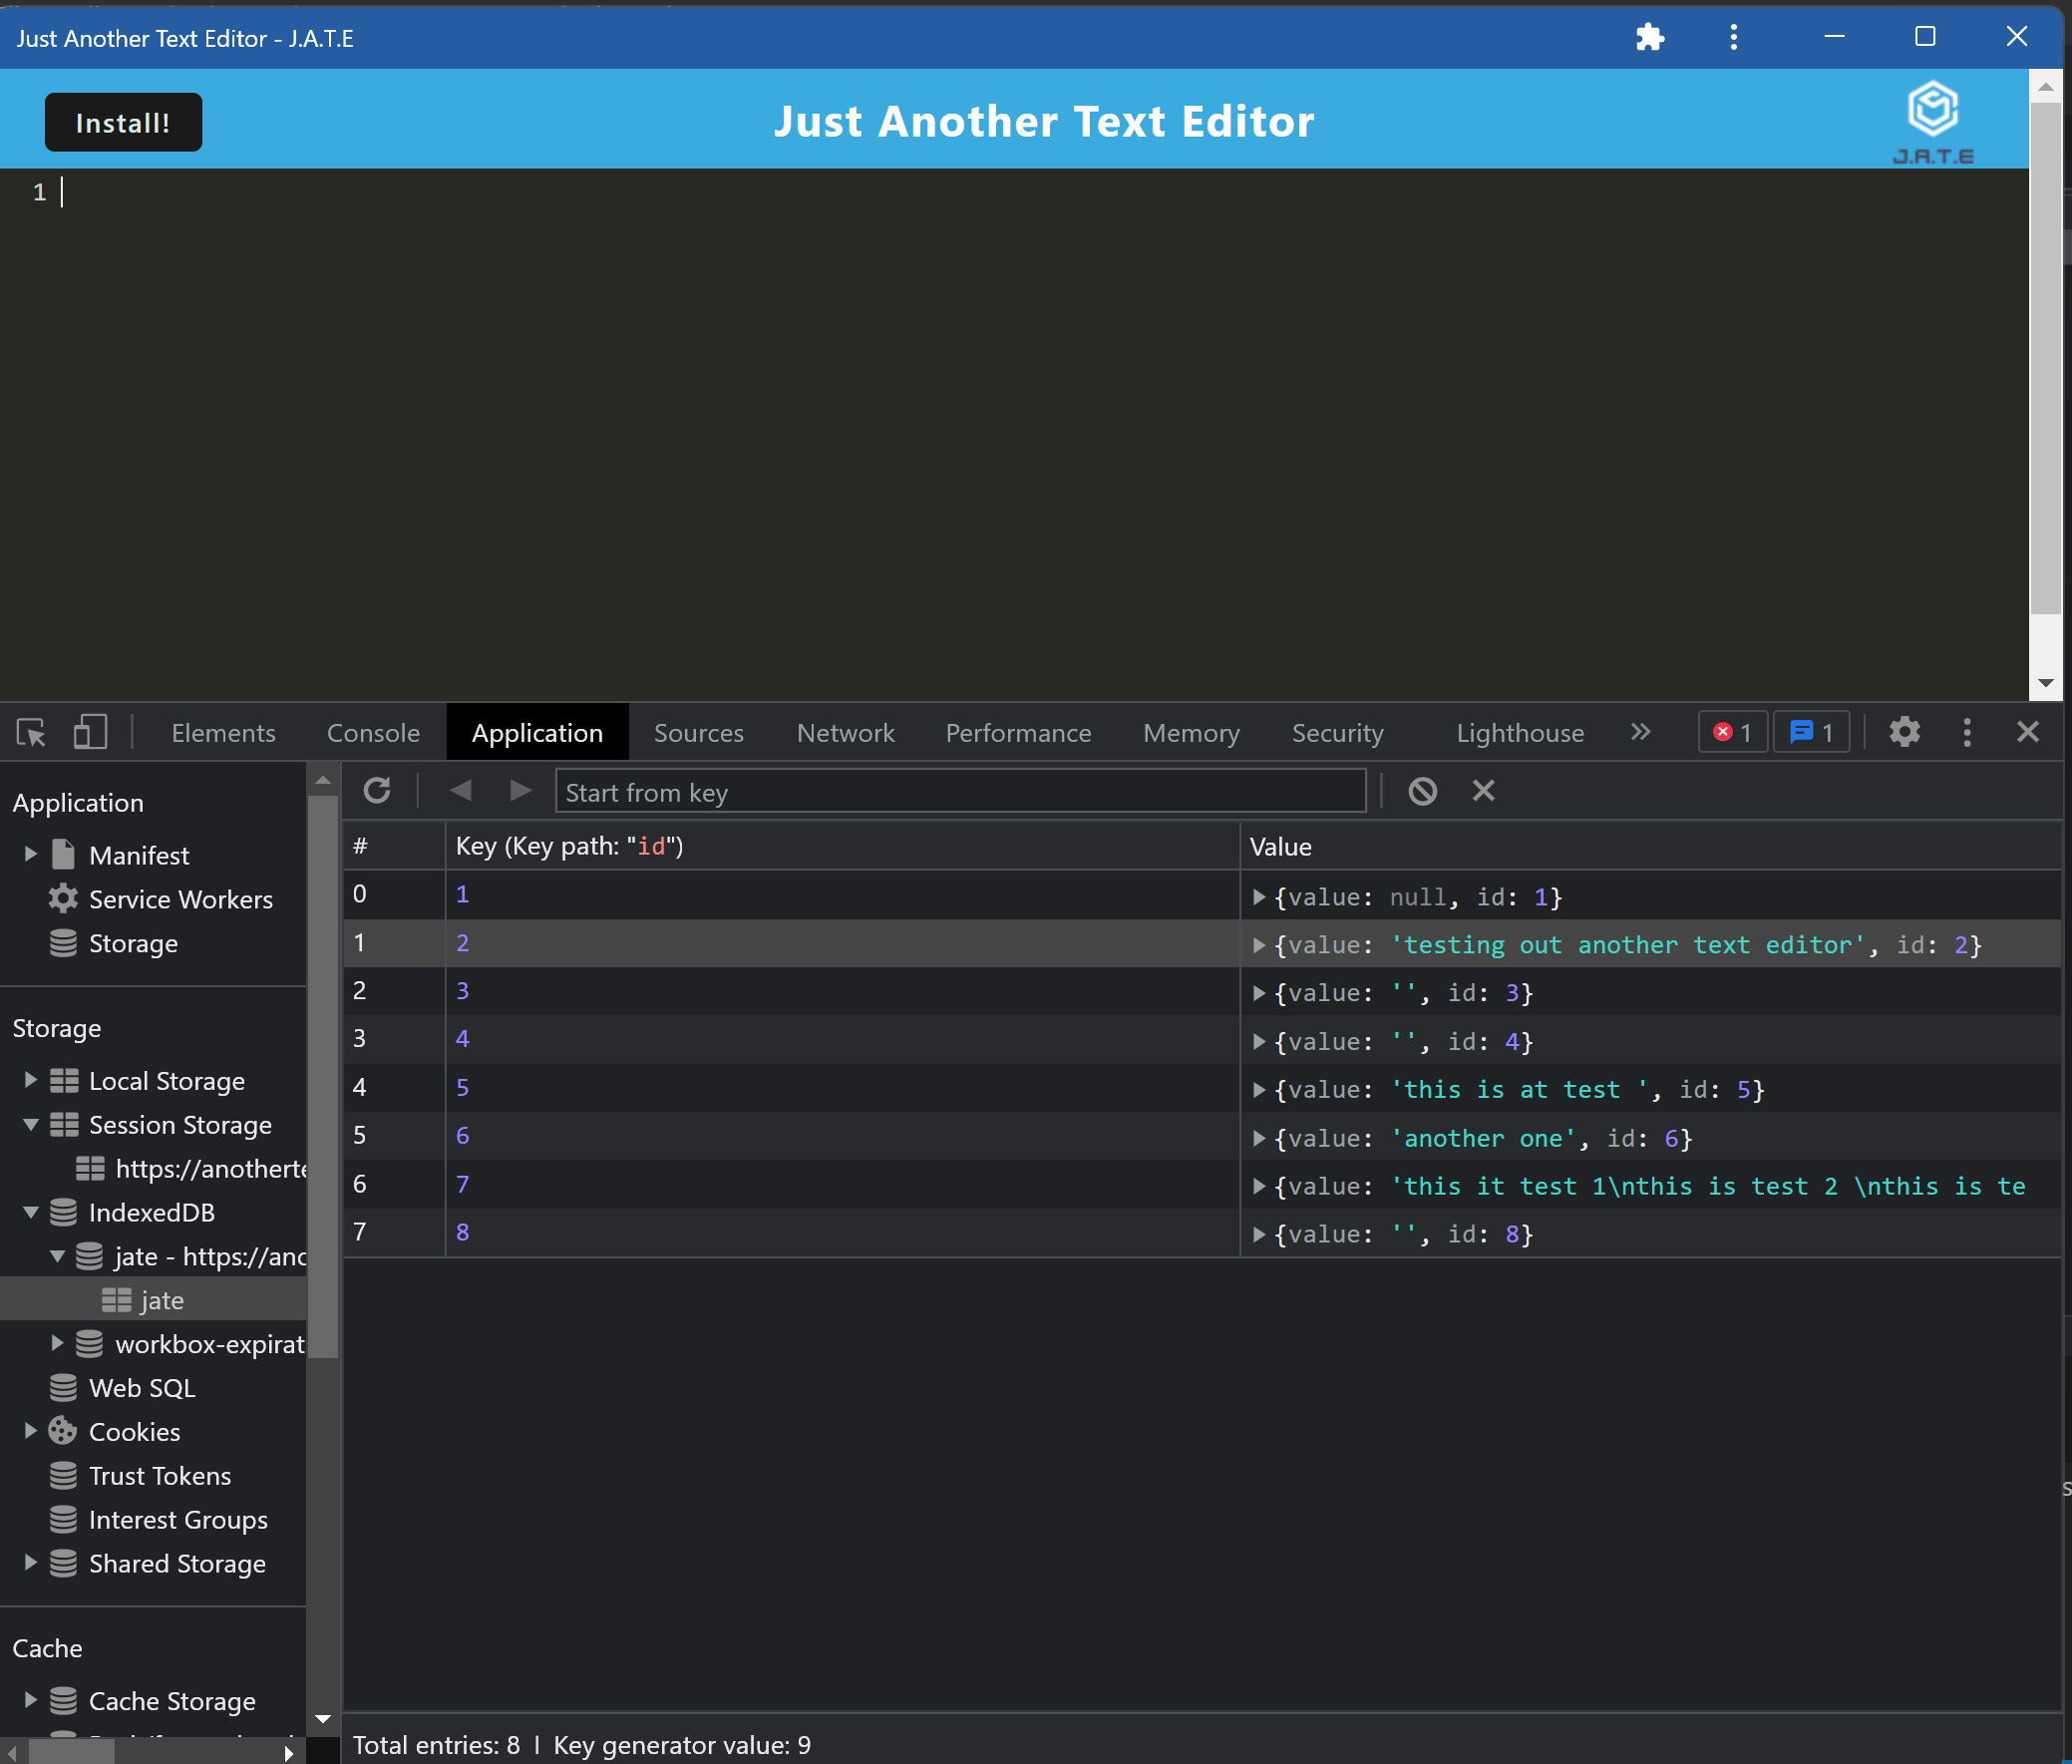 Just Another Text Editor - J.A.T.E
Install!
Just Another Text Editor
J.A.T.E
1
Elements Console Application Sources Network Performance Memory Security Lighthouse 1 1
Start from key
Application
Manifest
Service Workers
Storage
Storage
Local Storage
Session Storage
https://anotherte
IndexedDB
jate - https://ano
jate
workbox-expirat
Web SQL
Cookies
Trust Tokens
Interest Groups
Shared Storage
Cache
Cache Storage
# Key (Key path: "id") Value
0 1 {value: null, id: 1}
1 2 {value: 'testing out another text editor', id: 2}
2 3 {value: '', id: 3}
3 4 {value: '', id: 4}
4 5 {value: 'this is at test ', id: 5}
5 6 {value: 'another one', id: 6}
6 7 {value: 'this it test 1\nthis is test 2 \nthis is te
7 8 {value: '', id: 8}
Total entries: 8 | Key generator value: 9